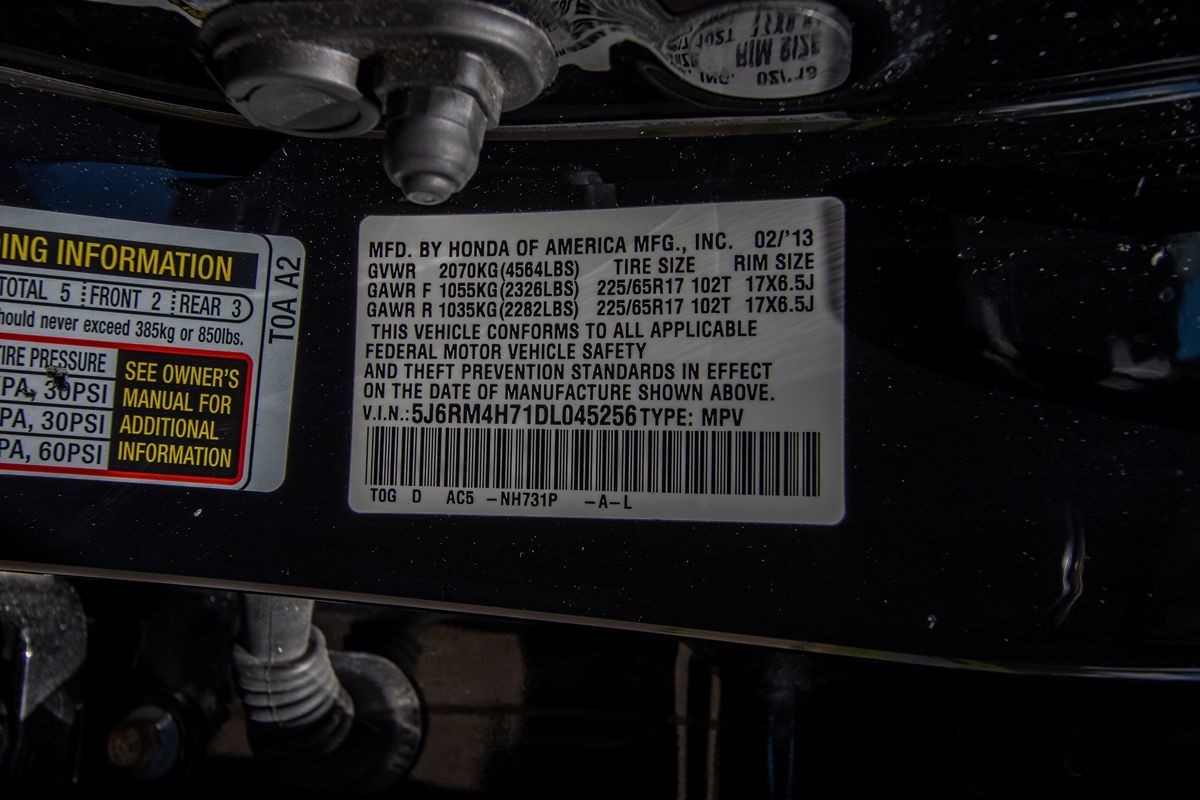 DING INFORMATION
TOTAL 5 FRONT 2 REAR 3
hould never exceed 385kg or 850lbs.
TIRE PRESSURE
PA, 30PSI
PA, 30PSI
PA, 60PSI
SEE OWNER'S
MANUAL FOR
ADDITIONAL
INFORMATION
T0A A2
MFD. BY HONDA OF AMERICA MFG., INC. 02/'13
GVWR 2070KG(4564LBS) TIRE SIZE RIM SIZE
GAWR F 1055KG(2326LBS) 225/65R17 102T 17X6.5J
GAWR R 1035KG(2282LBS) 225/65R17 102T 17X6.5J
THIS VEHICLE CONFORMS TO ALL APPLICABLE
FEDERAL MOTOR VEHICLE SAFETY
AND THEFT PREVENTION STANDARDS IN EFFECT
ON THE DATE OF MANUFACTURE SHOWN ABOVE.
V.I.N.:5J6RM4H71DL045256TYPE: MPV
T0G D AC5 -NH731P -A-L